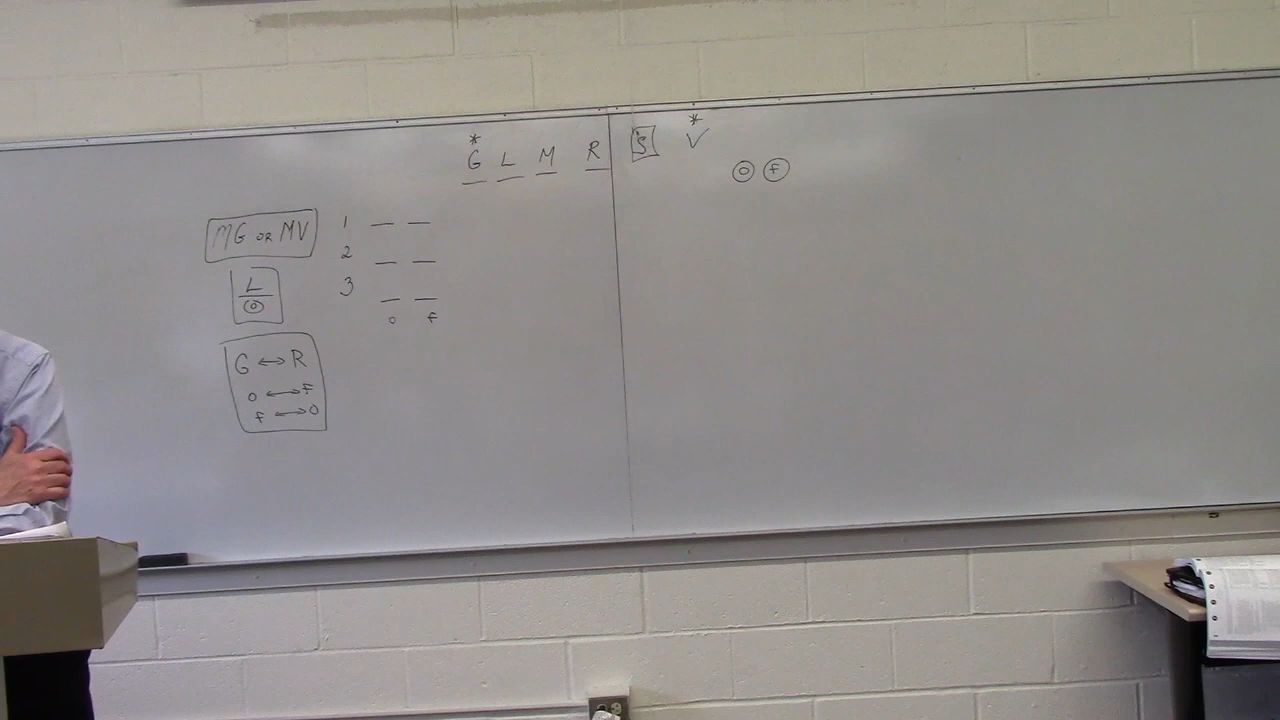 * *
G L M R S V
O F
MG OR MV 1 _ _
2 _ _
L 3 _ _
O O F
G ↔ R
O ↔ F
F ↔ O